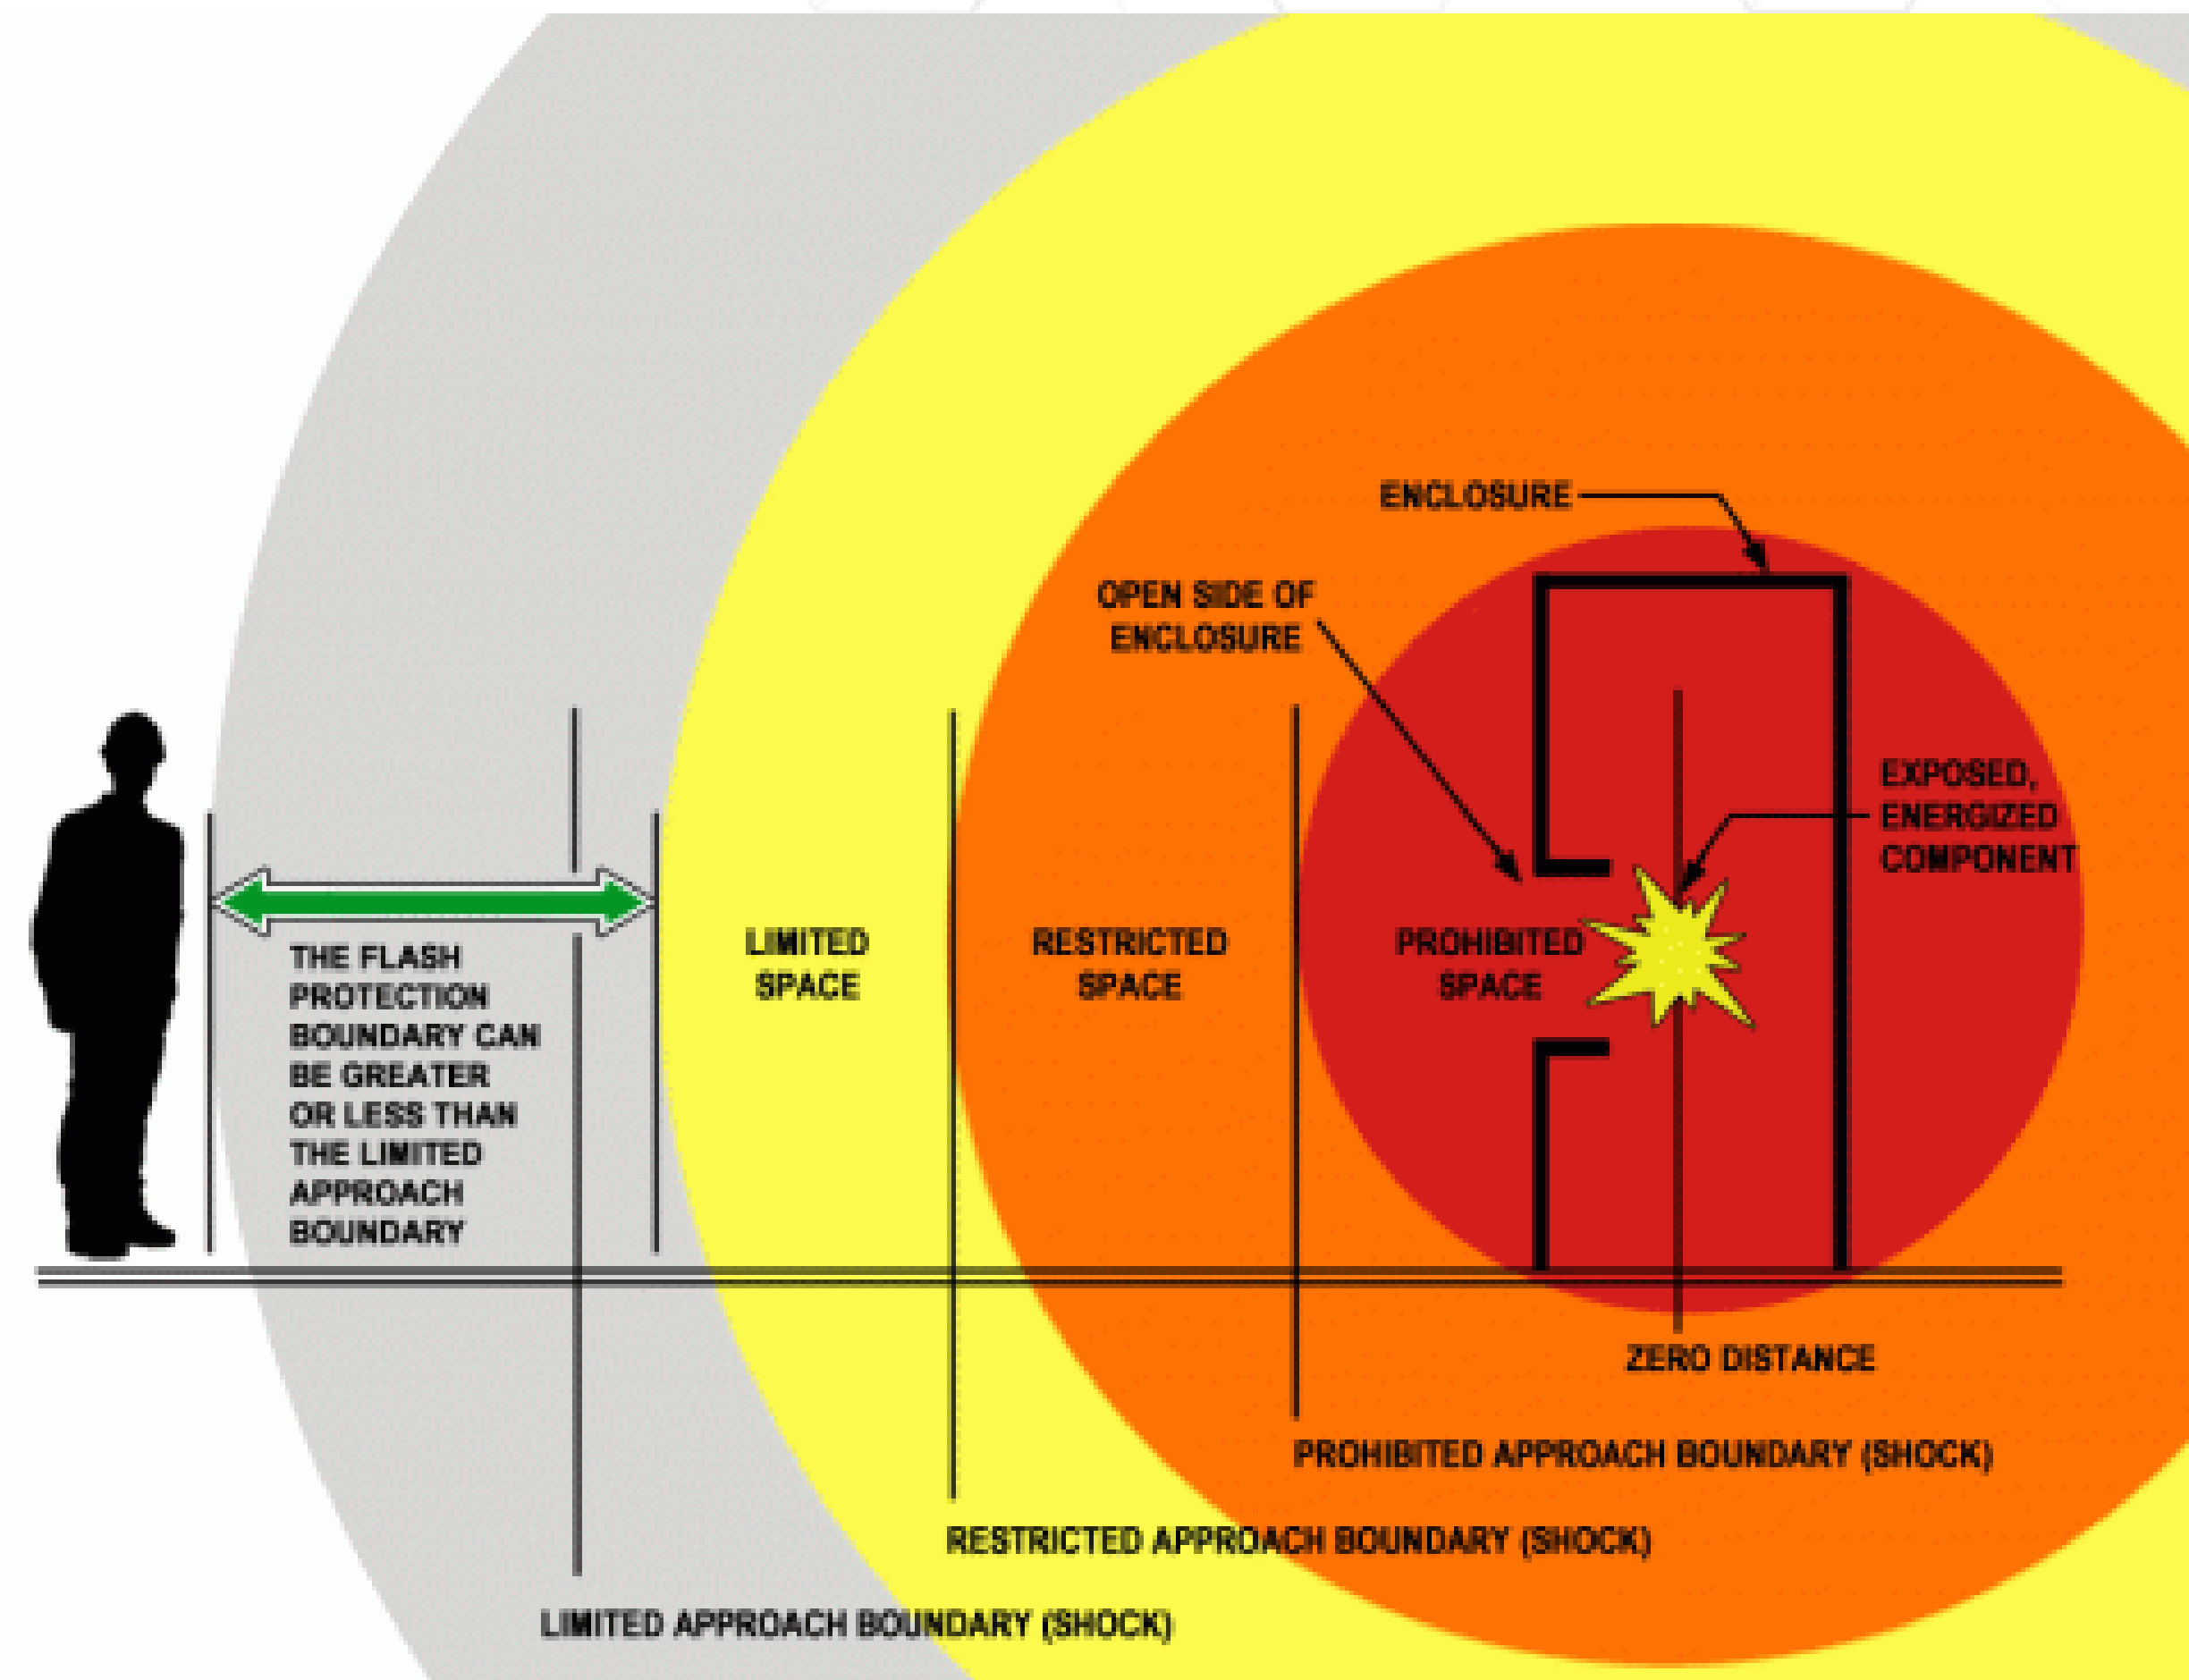 ENCLOSURE
OPEN SIDE OF
ENCLOSURE
EXPOSED,
ENERGIZED
COMPONENT
THE FLASH
PROTECTION
BOUNDARY CAN
BE GREATER
OR LESS THAN
THE LIMITED
APPROACH
BOUNDARY
LIMITED
SPACE
RESTRICTED
SPACE
PROHIBITED
SPACE
ZERO DISTANCE
PROHIBITED APPROACH BOUNDARY (SHOCK)
RESTRICTED APPROACH BOUNDARY (SHOCK)
LIMITED APPROACH BOUNDARY (SHOCK)